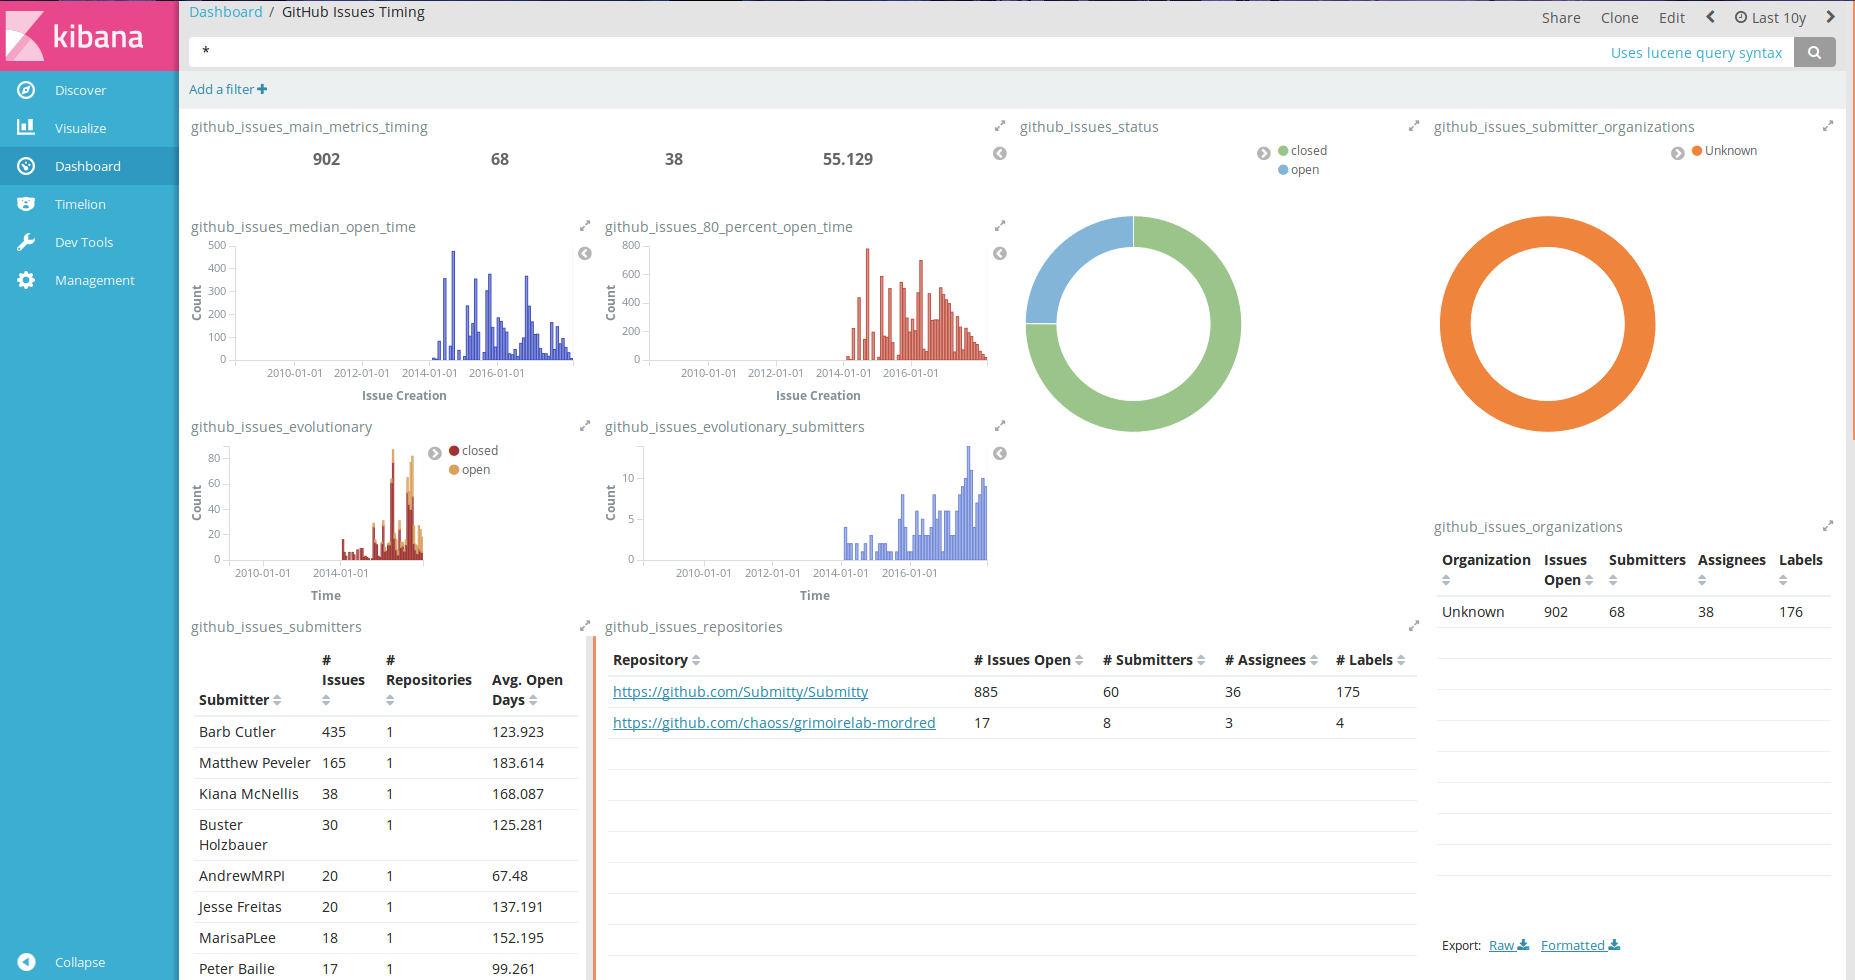 kibana
Discover
Visualize
Dashboard
Timelion
Dev Tools
Management
Collapse
Dashboard / GitHub Issues Timing
Share Clone Edit Last 10y
*
Uses lucene query syntax
Add a filter
github_issues_main_metrics_timing
902 68 38 55.129
github_issues_status
closed
open
github_issues_submitter_organizations
Unknown
github_issues_median_open_time
500
400
300
200
100
0
Count
2010-01-01 2012-01-01 2014-01-01 2016-01-01
Issue Creation
github_issues_80_percent_open_time
800
600
400
200
0
Count
2010-01-01 2012-01-01 2014-01-01 2016-01-01
Issue Creation
github_issues_evolutionary
closed
open
80
60
40
20
0
Count
2010-01-01 2014-01-01
Time
github_issues_evolutionary_submitters
10
5
0
Count
2010-01-01 2012-01-01 2014-01-01 2016-01-01
Time
github_issues_organizations
Organization Issues Open Submitters Assignees Labels
Unknown 902 68 38 176
Export: Raw Formatted
github_issues_submitters
Submitter # Issues # Repositories Avg. Open Days
Barb Cutler 435 1 123.923
Matthew Peveler 165 1 183.614
Kiana McNellis 38 1 168.087
Buster Holzbauer 30 1 125.281
AndrewMRPI 20 1 67.48
Jesse Freitas 20 1 137.191
MarisaPLee 18 1 152.195
Peter Bailie 17 1 99.261
github_issues_repositories
Repository # Issues Open # Submitters # Assignees # Labels
https://github.com/Submitty/Submitty 885 60 36 175
https://github.com/chaoss/grimoirelab-mordred 17 8 3 4